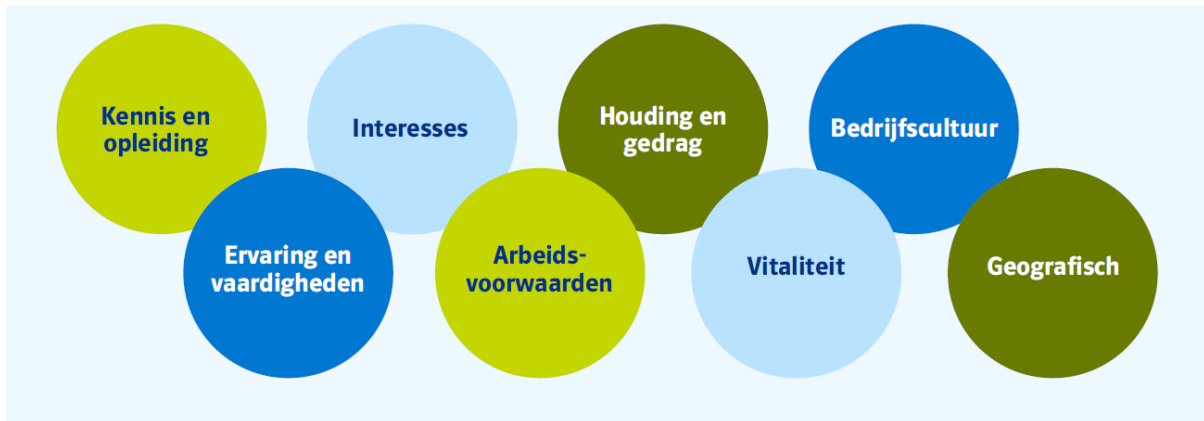 Kennis en
opleiding
Interesses
Houding en
gedrag
Bedrijfscultuur
Ervaring en
vaardigheden
Arbeids-
voorwaarden
Vitaliteit
Geografisch